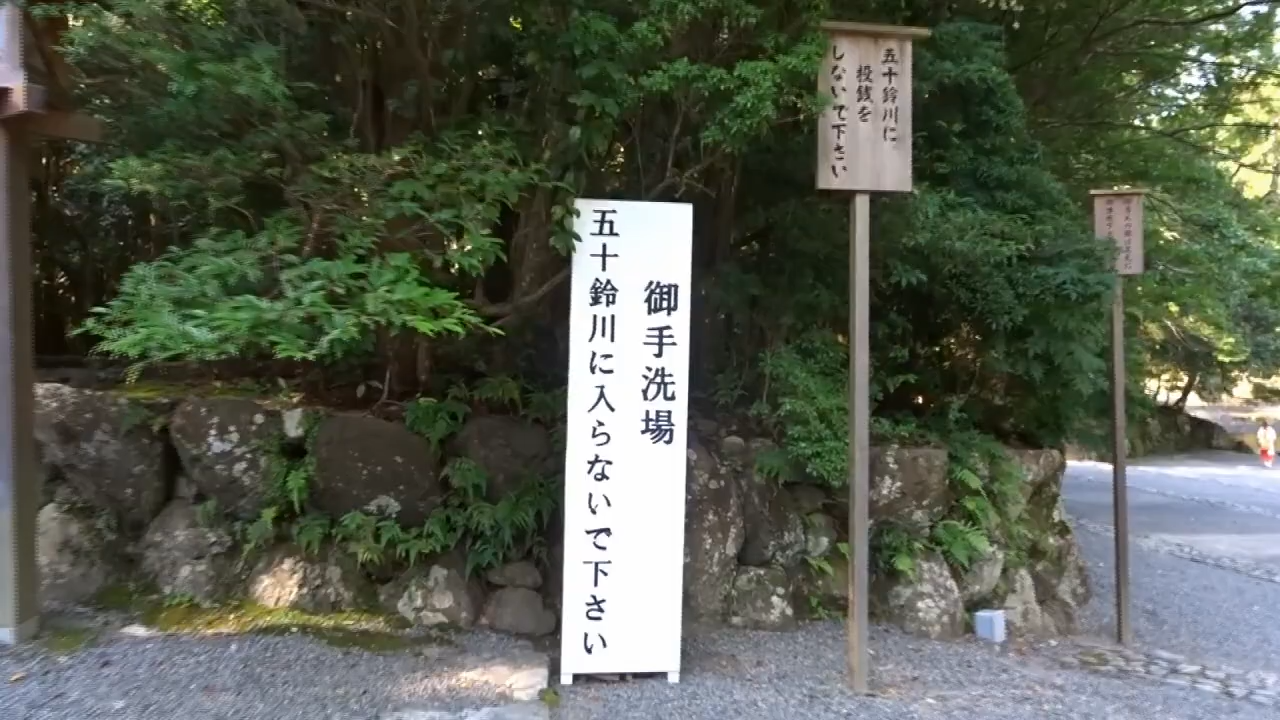 御手洗場
五十鈴川に入らないで下さい
五十鈴川に
投銭を
しないで下さい